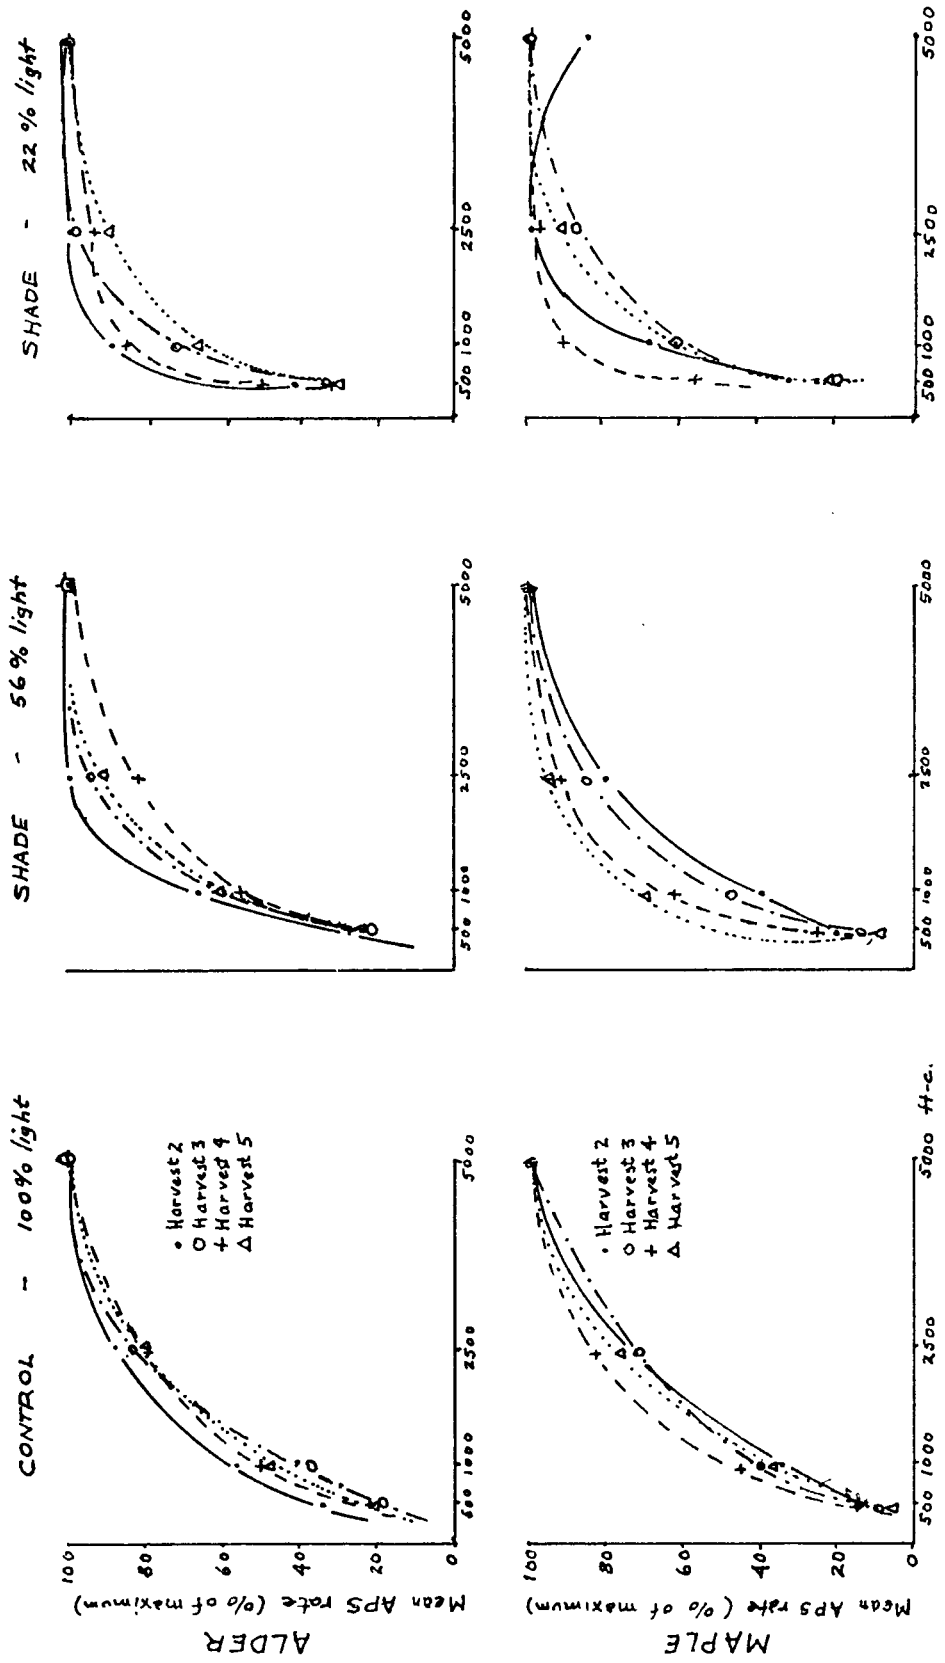 CONTROL - 100% light
SHADE - 56% light
SHADE - 22% light
ALDER
Mean APS rate (% of maximum)
100
80
60
40
20
0
• Harvest 2
O Harvest 3
+ Harvest 4
Δ Harvest 5
500 1000 2500 5000
500 1000 2500 5000
500 1000 2500 5000
MAPLE
Mean APS rate (% of maximum)
100
80
60
40
20
0
• Harvest 2
O Harvest 3
+ Harvest 4
Δ Harvest 5
500 1000 2500 5000 ft-c.
500 1000 2500 5000
500 1000 2500 5000